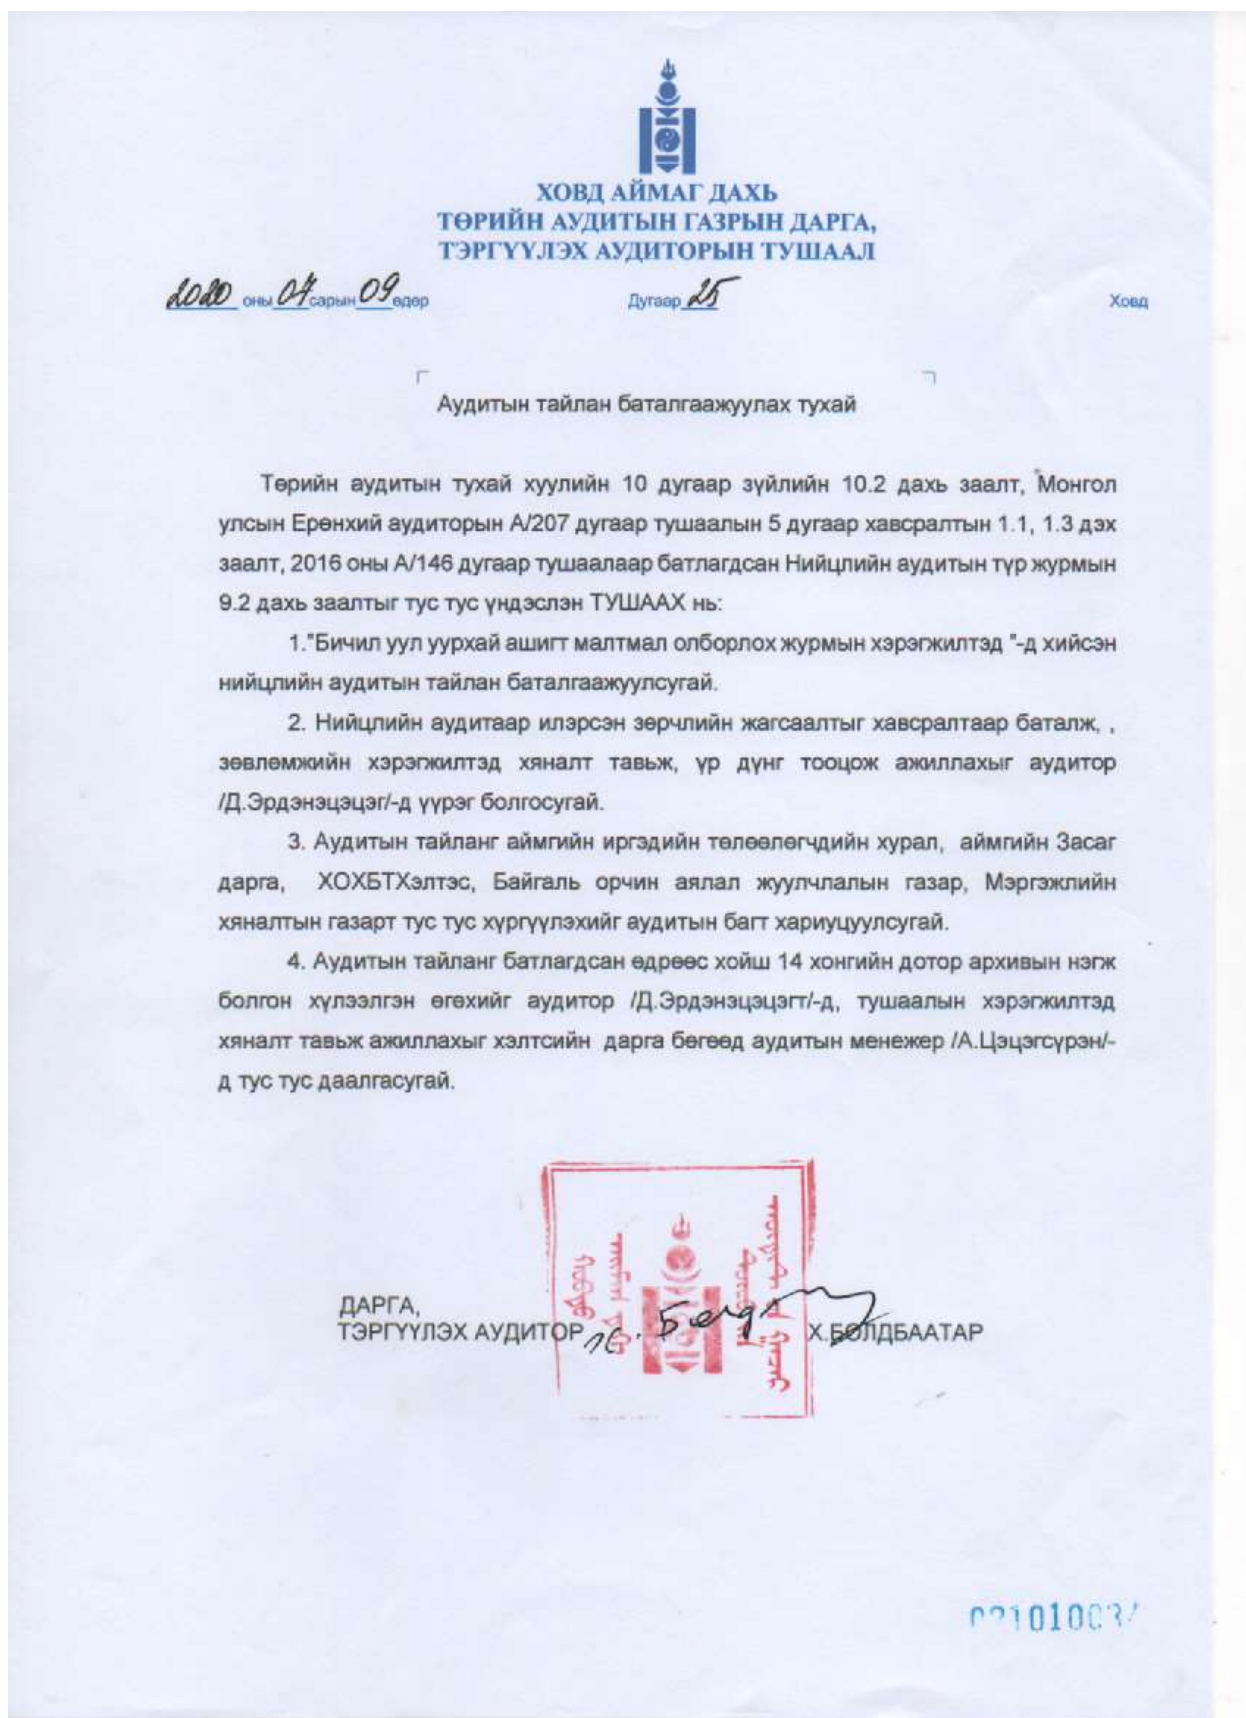 ХОВД АЙМАГ ДАХЬ
ТӨРИЙН АУДИТЫН ГАЗРЫН ДАРГА,
ТЭРГҮҮЛЭХ АУДИТОРЫН ТУШААЛ
2020 оны 04 сарын 09 өдөр Дугаар 25 Ховд
Аудитын тайлан баталгаажуулах тухай
Төрийн аудитын тухай хуулийн 10 дугаар зүйлийн 10.2 дахь заалт, Монгол
улсын Ерөнхий аудиторын А/207 дугаар тушаалын 5 дугаар хавсралтын 1.1, 1.3 дэх
заалт, 2016 оны А/146 дугаар тушаалаар батлагдсан Нийцлийн аудитын түр журмын
9.2 дахь заалтыг тус тус үндэслэн ТУШААХ нь:
1."Бичил уул уурхай ашигт малтмал олборлох журмын хэрэгжилтэд "-д хийсэн
нийцлийн аудитын тайлан баталгаажуулсугай.
2. Нийцлийн аудитаар илэрсэн зөрчлийн жагсаалтыг хавсралтаар баталж, ,
зөвлөмжийн хэрэгжилтэд хяналт тавьж, үр дүнг тооцож ажиллахыг аудитор
/Д.Эрдэнэцэцэг/-д үүрэг болгосугай.
3. Аудитын тайланг аймгийн иргэдийн төлөөлөгчдийн хурал, аймгийн Засаг
дарга, ХОХБТХэлтэс, Байгаль орчин аялал жуулчлалын газар, Мэргэжлийн
хяналтын газарт тус тус хүргүүлэхийг аудитын багт хариуцуулсугай.
4. Аудитын тайланг батлагдсан өдрөөс хойш 14 хонгийн дотор архивын нэгж
болгон хүлээлгэн өгөхийг аудитор /Д.Эрдэнэцэцэгт/-д, тушаалын хэрэгжилтэд
хяналт тавьж ажиллахыг хэлтсийн дарга бөгөөд аудитын менежер /А.Цэцэгсүрэн/-
д тус тус даалгасугай.
ДАРГА,
ТЭРГҮҮЛЭХ АУДИТОР Х.БОЛДБААТАР